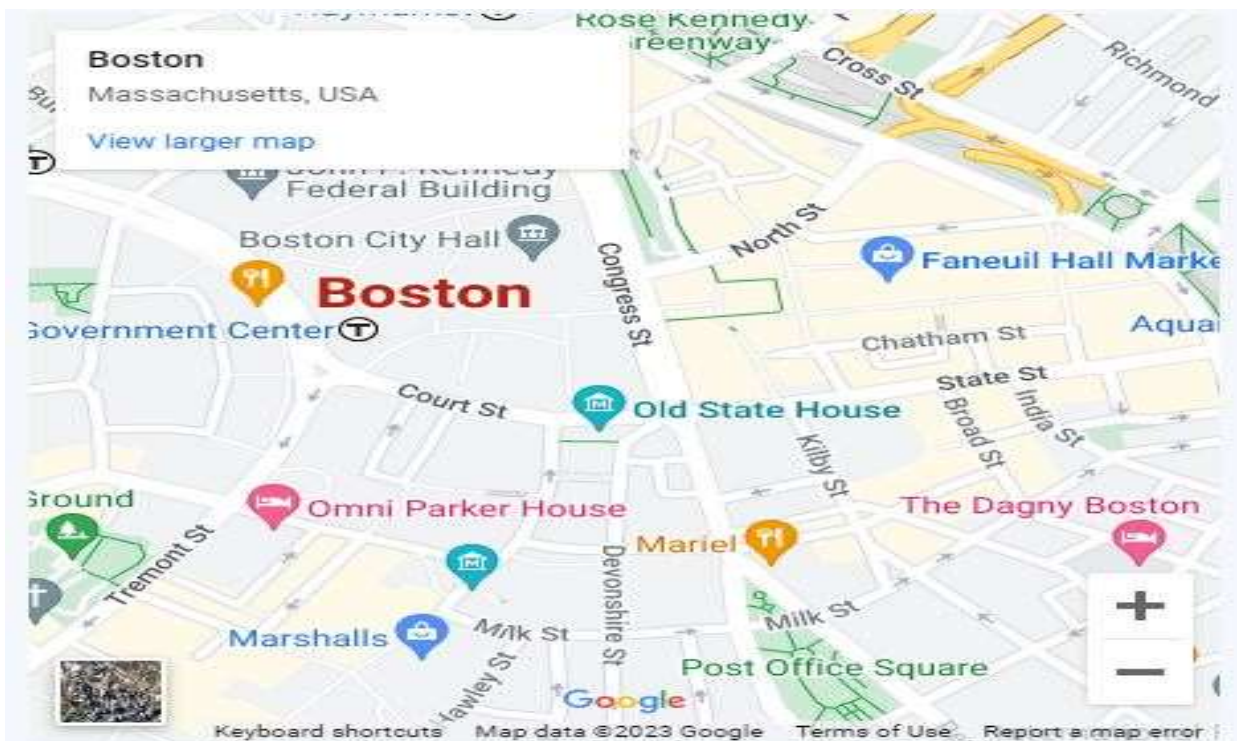 Rose Kennedy
Greenway
Cross St
Richmond
Boston
Massachusetts, USA
View larger map
T
John F. Kennedy
Federal Building
North St
Boston City Hall
Congress St
Faneuil Hall Marke
Boston
Government Center
T
Aqua
Chatham St
State St
Court St
Old State House
Broad St
India St
Kilby St
Ground
Omni Parker House
The Dagny Boston
Tremont St
Mariel
Devonshire St
Milk St
Milk St
Marshalls
Post Office Square
Hawley St
Google
Keyboard shortcuts
Map data ©2023 Google
Terms of Use
Report a map error